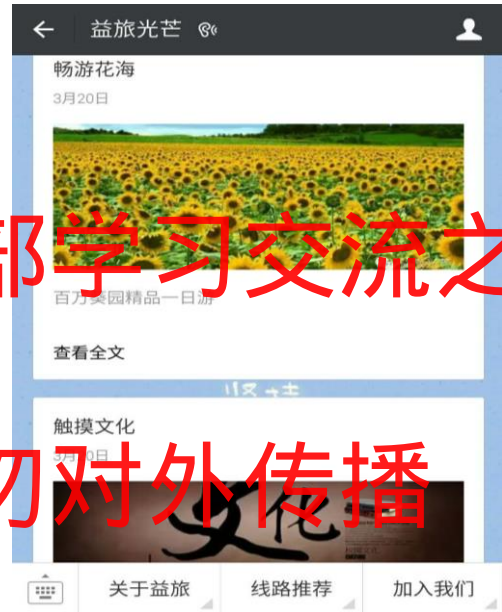 益旅光芒
畅游花海
3月20日
部学习交流之
百万葵园精品一日游
查看全文
触摸文化
3月20日
勿对外传播
文化
关于益旅
线路推荐
加入我们